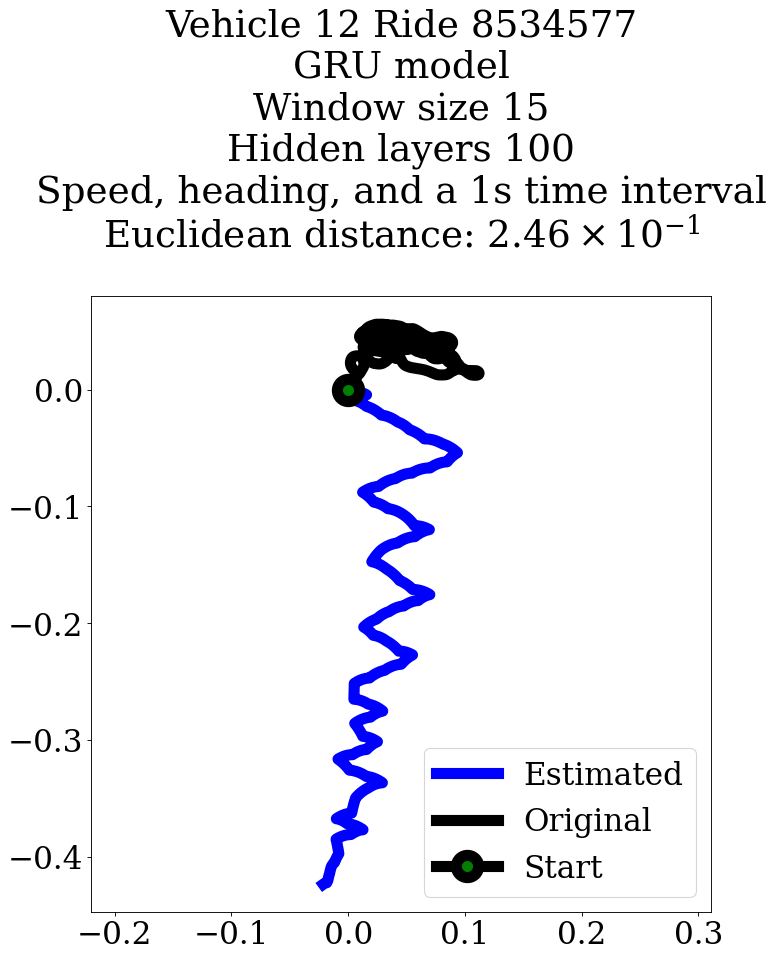 Vehicle 12 Ride 8534577
GRU model
Window size 15
Hidden layers 100
Speed, heading, and a 1s time interval
Euclidean distance: 2.46 × 10⁻¹
0.0
−0.1
−0.2
−0.3
−0.4
Estimated
Original
Start
−0.2 −0.1 0.0 0.1 0.2 0.3